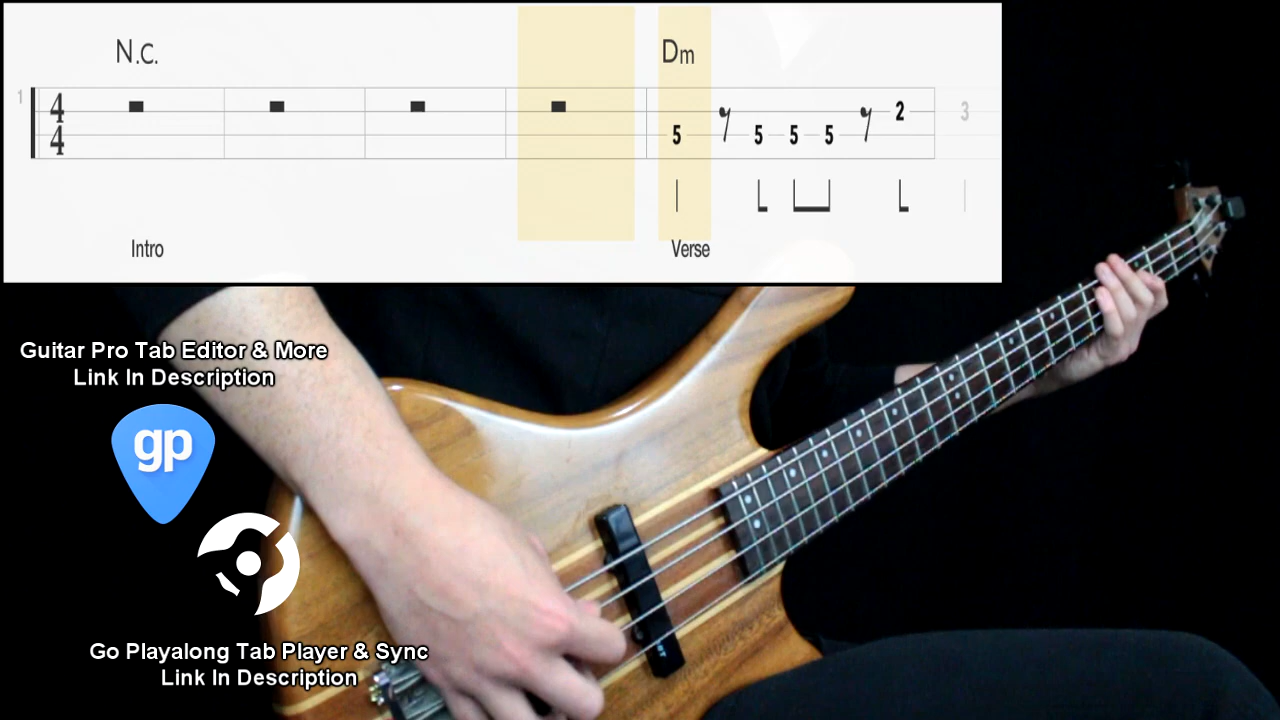 N.C.
Dm
1
4
4
5
5
5
5
2
3
Intro
Verse
Guitar Pro Tab Editor & More
Link In Description
gp
Go Playalong Tab Player & Sync
Link In Description